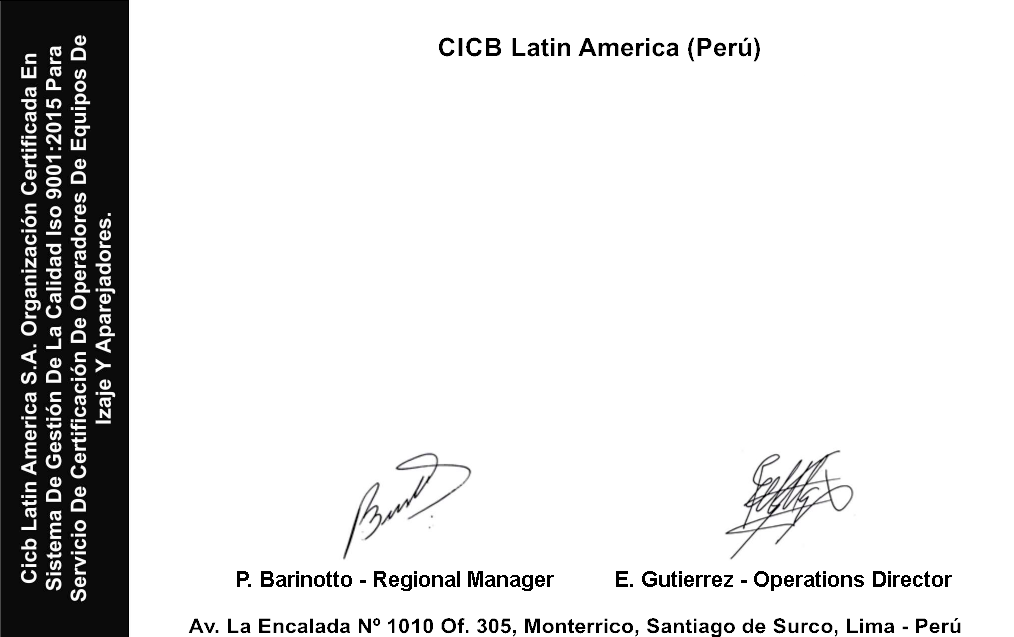 Cicb Latin America S.A. Organización Certificada En
Sistema De Gestión De La Calidad Iso 9001:2015 Para
Servicio De Certificación De Operadores De Equipos De
Izaje Y Aparejadores.
CICB Latin America (Perú)
P. Barinotto - Regional Manager
E. Gutierrez - Operations Director
Av. La Encalada Nº 1010 Of. 305, Monterrico, Santiago de Surco, Lima - Perú